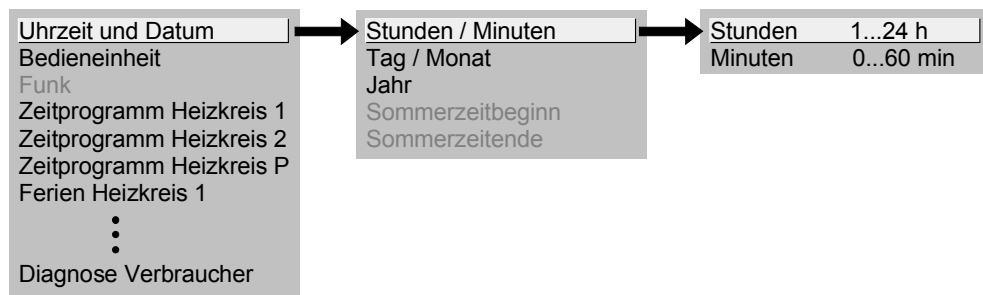 Uhrzeit und Datum
Bedieneinheit
Funk
Zeitprogramm Heizkreis 1
Zeitprogramm Heizkreis 2
Zeitprogramm Heizkreis P
Ferien Heizkreis 1
Diagnose Verbraucher
Stunden / Minuten
Tag / Monat
Jahr
Sommerzeitbeginn
Sommerzeitende
Stunden 1...24 h
Minuten 0...60 min